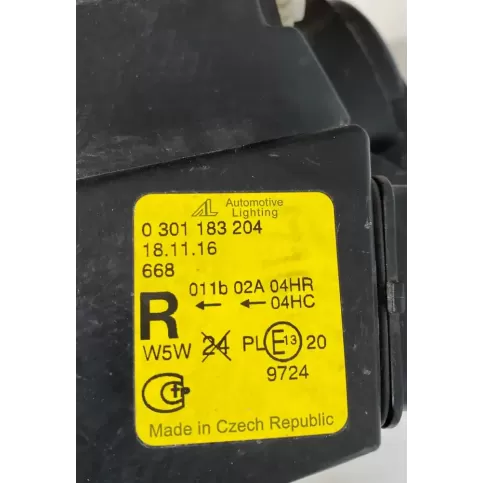 AL Automotive
Lighting
0 301 183 204
18.11.16
668
011b 02A 04HR
R ← ← 04HC
W5W 24 PL E13 20
9724
Made in Czech Republic